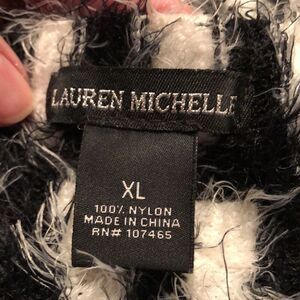 LAUREN MICHELLE
XL
100% NYLON
MADE IN CHINA
RN# 107465